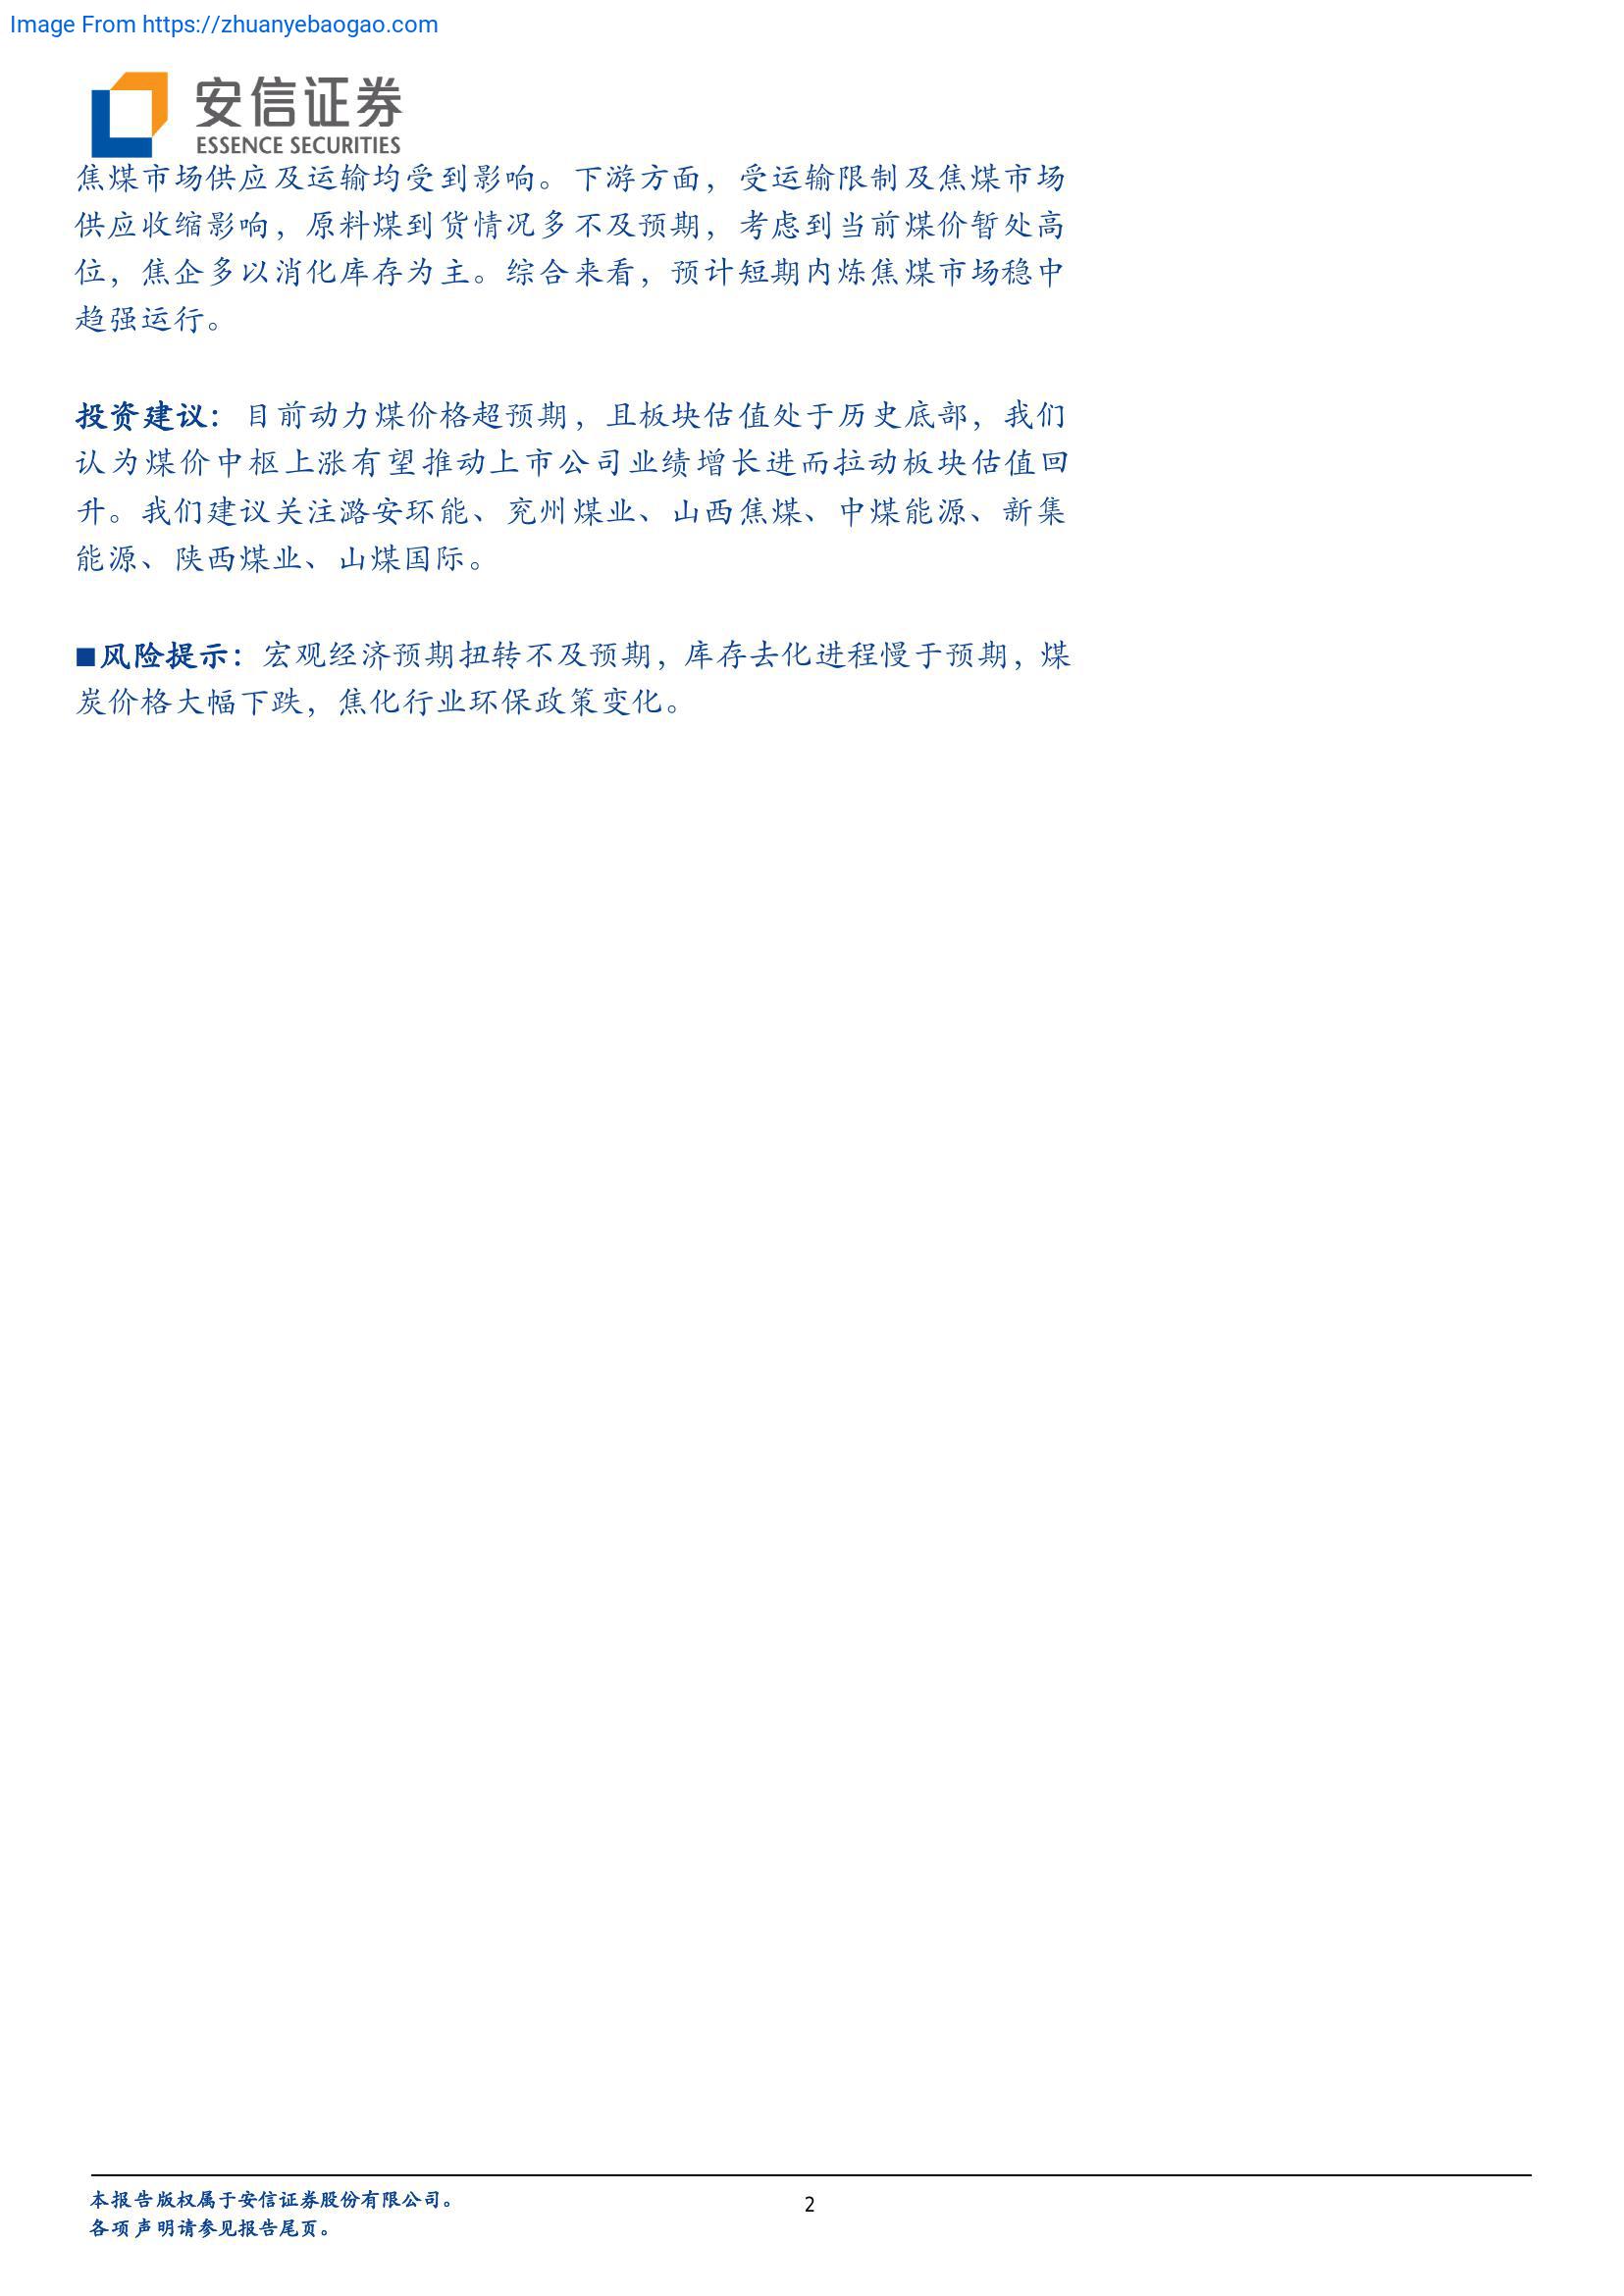 Image From https://zhuanyebaogao.com
安信证券
ESSENCE SECURITIES
焦煤市场供应及运输均受到影响。下游方面，受运输限制及焦煤市场
供应收缩影响，原料煤到货情况多不及预期，考虑到当前煤价暂处高
位，焦企多以消化库存为主。综合来看，预计短期内炼焦煤市场稳中
趋强运行。
投资建议：目前动力煤价格超预期，且板块估值处于历史底部，我们
认为煤价中枢上涨有望推动上市公司业绩增长进而拉动板块估值回
升。我们建议关注潞安环能、兖州煤业、山西焦煤、中煤能源、新集
能源、陕西煤业、山煤国际。
■风险提示：宏观经济预期扭转不及预期，库存去化进程慢于预期，煤
炭价格大幅下跌，焦化行业环保政策变化。
本报告版权属于安信证券股份有限公司。
2
各项声明请参见报告尾页。